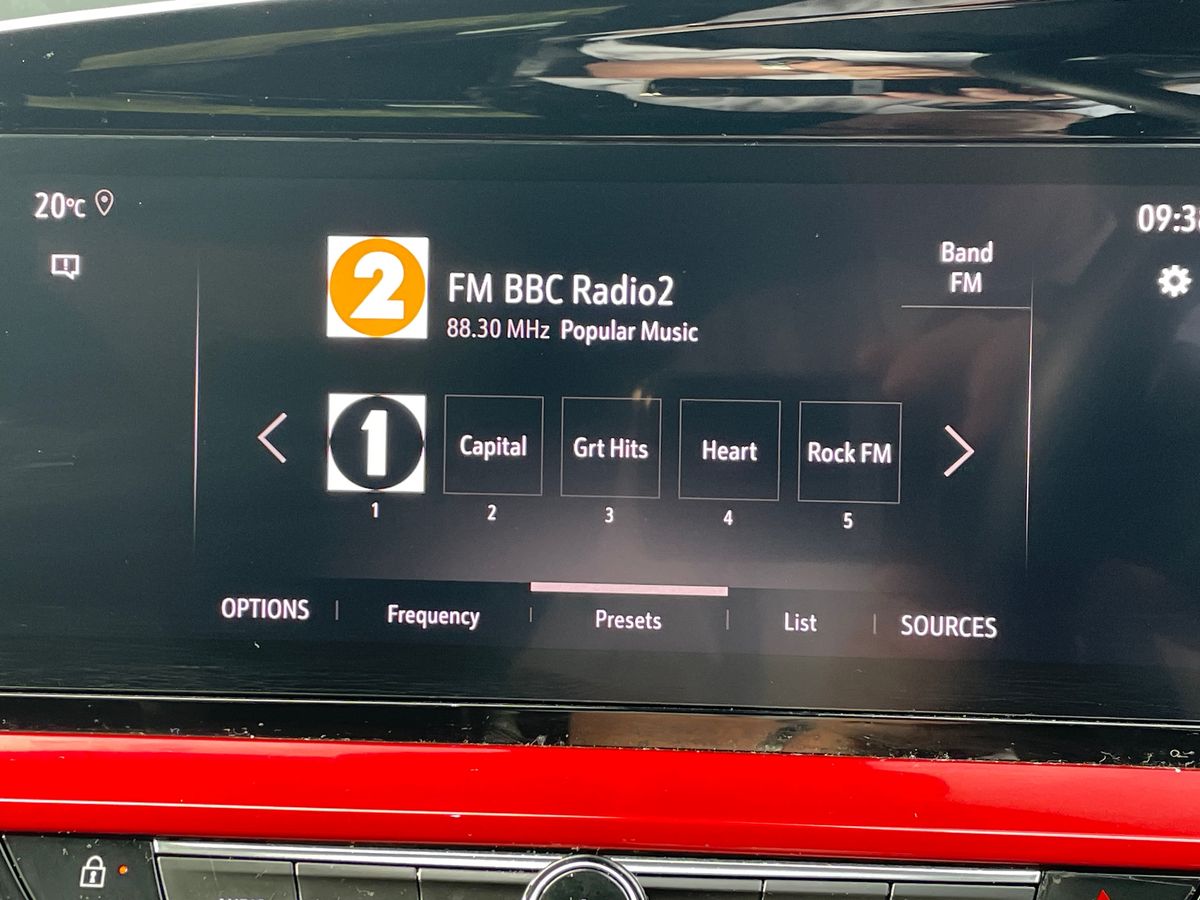 20°C
09:3
Band
FM
2
FM BBC Radio2
88.30 MHz Popular Music
1
Capital
Grt Hits
Heart
Rock FM
1
2
3
4
5
OPTIONS
Frequency
Presets
List
SOURCES